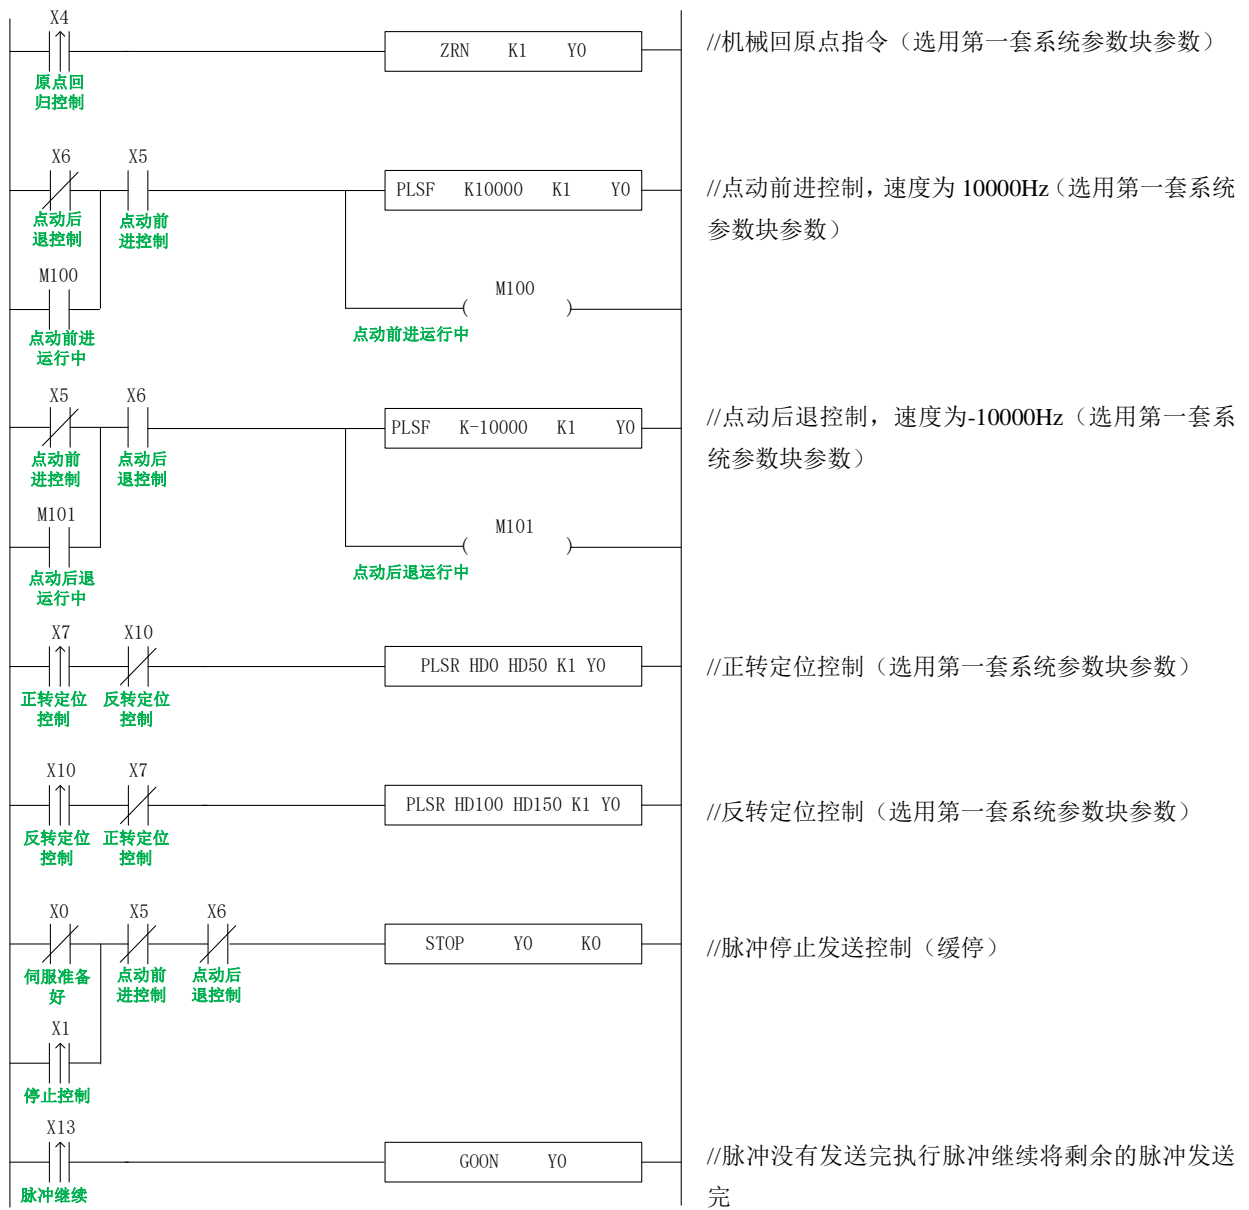 X4
ZRN K1 Y0
//机械回原点指令（选用第一套系统参数块参数）
原点回
归控制
X6 X5
PLSF K10000 K1 Y0
//点动前进控制，速度为 10000Hz（选用第一套系统
参数块参数）
点动后
退控制
点动前
进控制
M100
M100
点动前进
运行中
点动前进运行中
X5 X6
PLSF K-10000 K1 Y0
//点动后退控制，速度为-10000Hz（选用第一套系
统参数块参数）
点动前
进控制
点动后
退控制
M101
M101
点动后退
运行中
点动后退运行中
X7 X10
PLSR HD0 HD50 K1 Y0
//正转定位控制（选用第一套系统参数块参数）
正转定位
控制
反转定位
控制
X10 X7
PLSR HD100 HD150 K1 Y0
//反转定位控制（选用第一套系统参数块参数）
反转定位
控制
正转定位
控制
X0 X5 X6
STOP Y0 K0
//脉冲停止发送控制（缓停）
伺服准备
好
点动前
进控制
点动后
退控制
X1
停止控制
X13
GOON Y0
//脉冲没有发送完执行脉冲继续将剩余的脉冲发送
完
脉冲继续